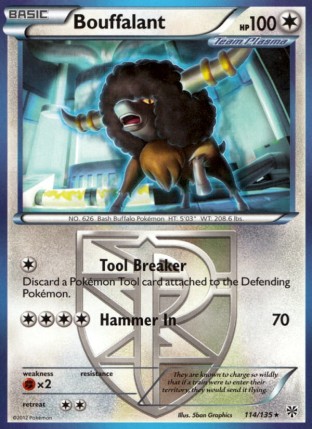 BASIC
Bouffalant
HP100
Team Plasma
NO. 626 Bash Buffalo Pokémon. HT: 5'03" WT: 208.6 lbs.
Tool Breaker
Discard a Pokémon Tool card attached to the Defending
Pokémon.
Hammer In 70
weakness resistance
×2
retreat
They are known to charge so wildly
that if a train were to enter their
territory, they would send it flying.
Illus. 5ban Graphics 114/135 ★
©2012 Pokémon